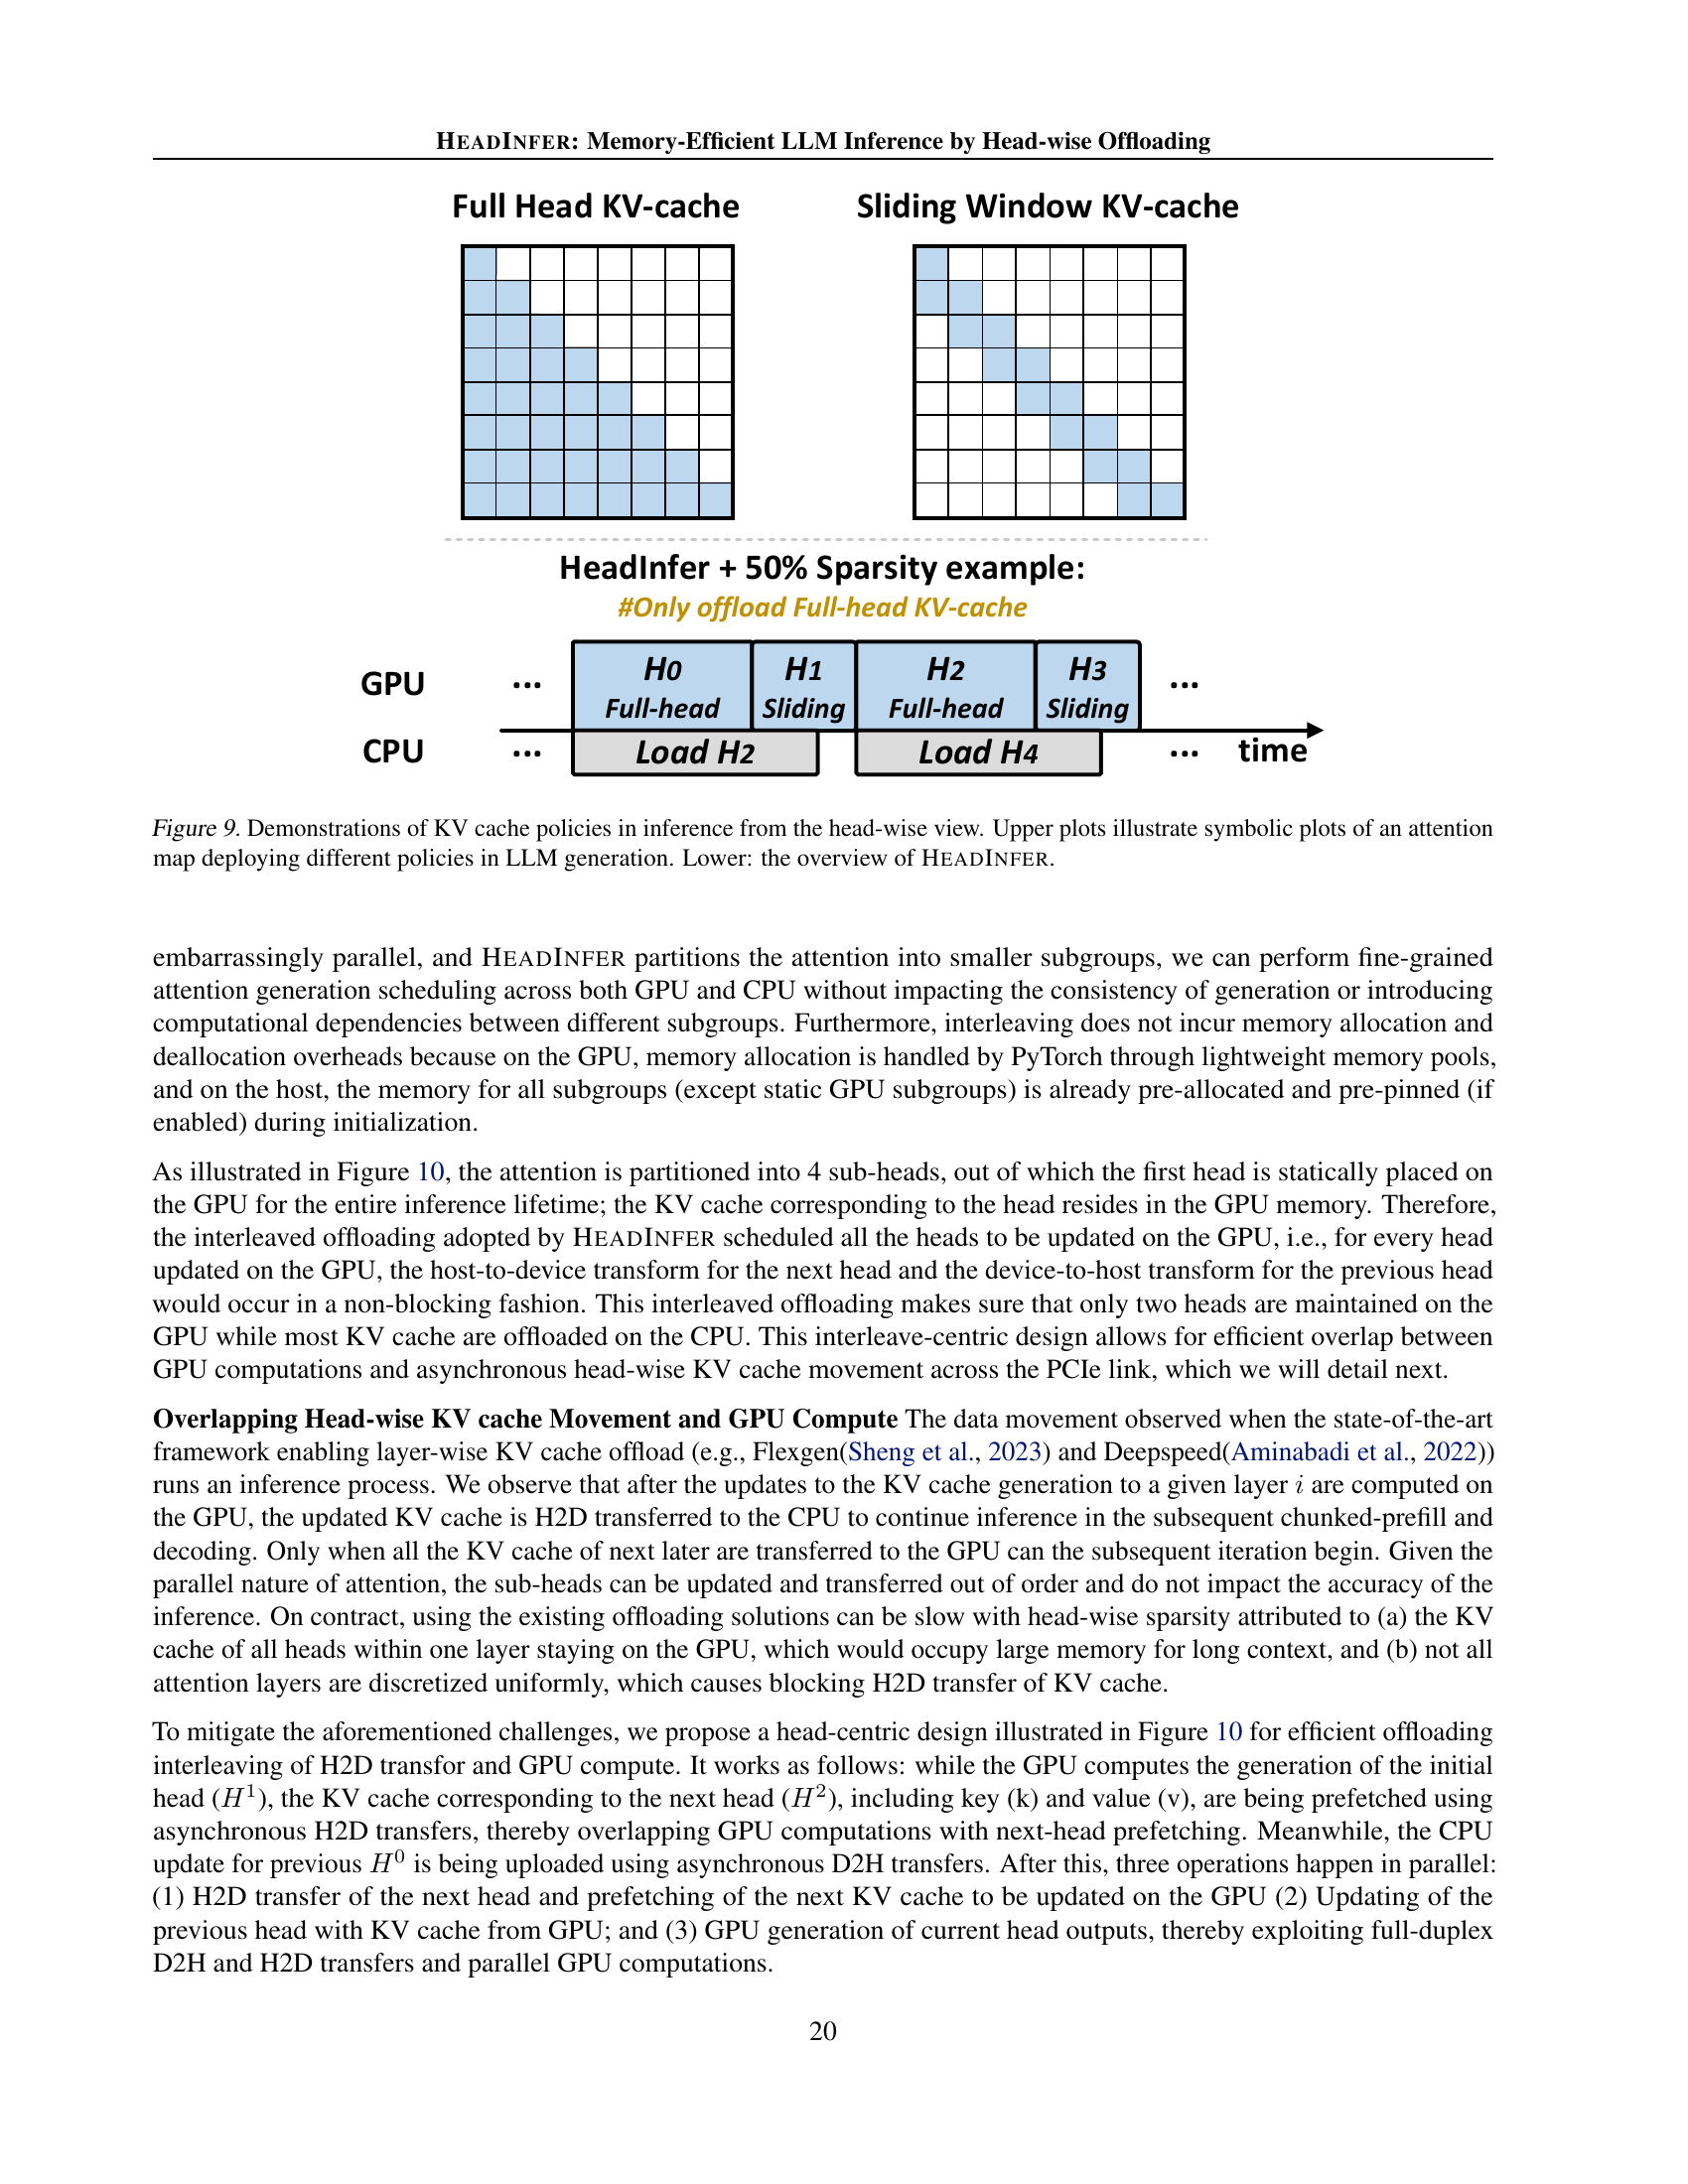 HEADINFER: Memory-Efficient LLM Inference by Head-wise Offloading
Full Head KV-cache
Sliding Window KV-cache
HeadInfer + 50% Sparsity example:
#Only offload Full-head KV-cache
GPU ... H0 H1 H2 H3 ...
Full-head Sliding Full-head Sliding
CPU ... Load H2 Load H4 ... time
Figure 9. Demonstrations of KV cache policies in inference from the head-wise view. Upper plots illustrate symbolic plots of an attention
map deploying different policies in LLM generation. Lower: the overview of HEADINFER.
embarrassingly parallel, and HEADINFER partitions the attention into smaller subgroups, we can perform fine-grained
attention generation scheduling across both GPU and CPU without impacting the consistency of generation or introducing
computational dependencies between different subgroups. Furthermore, interleaving does not incur memory allocation and
deallocation overheads because on the GPU, memory allocation is handled by PyTorch through lightweight memory pools,
and on the host, the memory for all subgroups (except static GPU subgroups) is already pre-allocated and pre-pinned (if
enabled) during initialization.
As illustrated in Figure 10, the attention is partitioned into 4 sub-heads, out of which the first head is statically placed on
the GPU for the entire inference lifetime; the KV cache corresponding to the head resides in the GPU memory. Therefore,
the interleaved offloading adopted by HEADINFER scheduled all the heads to be updated on the GPU, i.e., for every head
updated on the GPU, the host-to-device transform for the next head and the device-to-host transform for the previous head
would occur in a non-blocking fashion. This interleaved offloading makes sure that only two heads are maintained on the
GPU while most KV cache are offloaded on the CPU. This interleave-centric design allows for efficient overlap between
GPU computations and asynchronous head-wise KV cache movement across the PCIe link, which we will detail next.
Overlapping Head-wise KV cache Movement and GPU Compute The data movement observed when the state-of-the-art
framework enabling layer-wise KV cache offload (e.g., Flexgen(Sheng et al., 2023) and Deepspeed(Aminabadi et al., 2022))
runs an inference process. We observe that after the updates to the KV cache generation to a given layer i are computed on
the GPU, the updated KV cache is H2D transferred to the CPU to continue inference in the subsequent chunked-prefill and
decoding. Only when all the KV cache of next later are transferred to the GPU can the subsequent iteration begin. Given the
parallel nature of attention, the sub-heads can be updated and transferred out of order and do not impact the accuracy of the
inference. On contract, using the existing offloading solutions can be slow with head-wise sparsity attributed to (a) the KV
cache of all heads within one layer staying on the GPU, which would occupy large memory for long context, and (b) not all
attention layers are discretized uniformly, which causes blocking H2D transfer of KV cache.
To mitigate the aforementioned challenges, we propose a head-centric design illustrated in Figure 10 for efficient offloading
interleaving of H2D transfor and GPU compute. It works as follows: while the GPU computes the generation of the initial
head (H¹), the KV cache corresponding to the next head (H²), including key (k) and value (v), are being prefetched using
asynchronous H2D transfers, thereby overlapping GPU computations with next-head prefetching. Meanwhile, the CPU
update for previous H⁰ is being uploaded using asynchronous D2H transfers. After this, three operations happen in parallel:
(1) H2D transfer of the next head and prefetching of the next KV cache to be updated on the GPU (2) Updating of the
previous head with KV cache from GPU; and (3) GPU generation of current head outputs, thereby exploiting full-duplex
D2H and H2D transfers and parallel GPU computations.
20